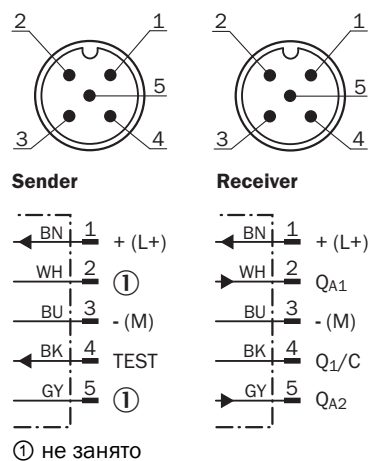 2 1 2 1
5 5
3 4 3 4
Sender Receiver
BN 1 + (L+) BN 1 + (L+)
WH 2 ① WH 2 QA1
BU 3 - (M) BU 3 - (M)
BK 4 TEST BK 4 Q1/C
GY 5 ① GY 5 QA2
① не занято